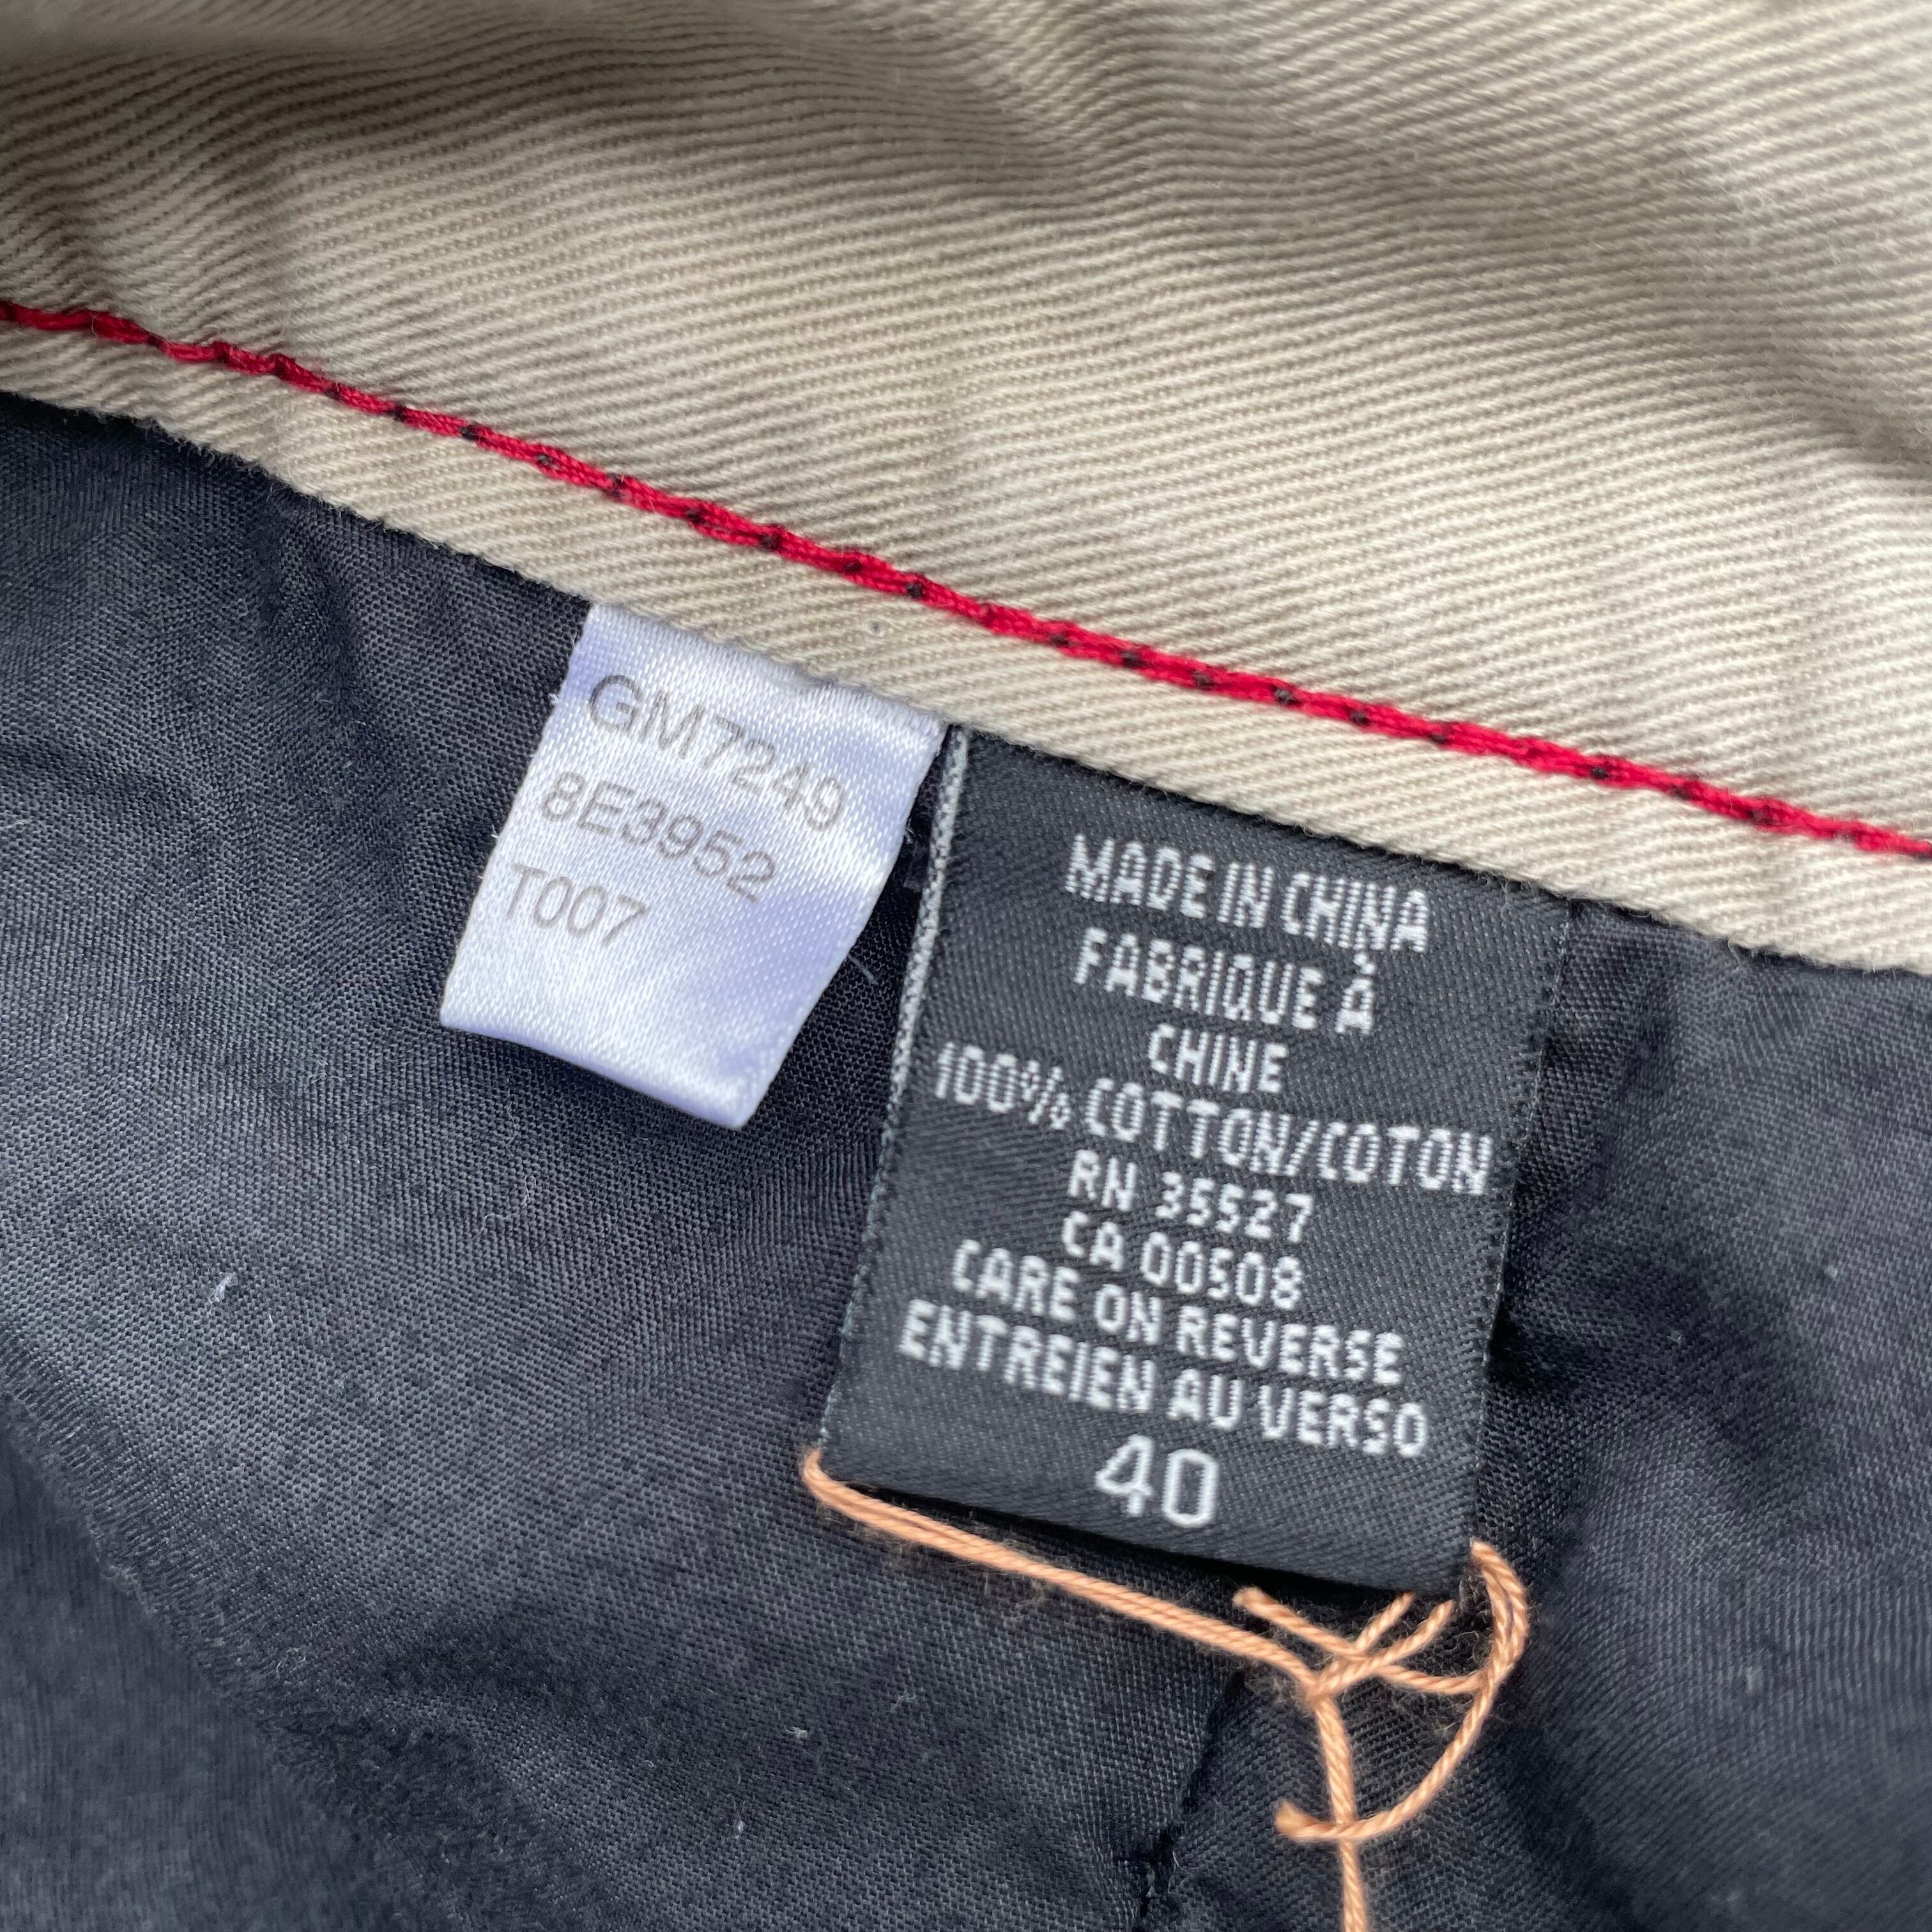 GM7249
8E3952
T007
MADE IN CHINA
FABRIQUE À
CHINE
100% COTTON/COTON
RN 35527
CA 00508
CARE ON REVERSE
ENTREIEN AU VERSO
40